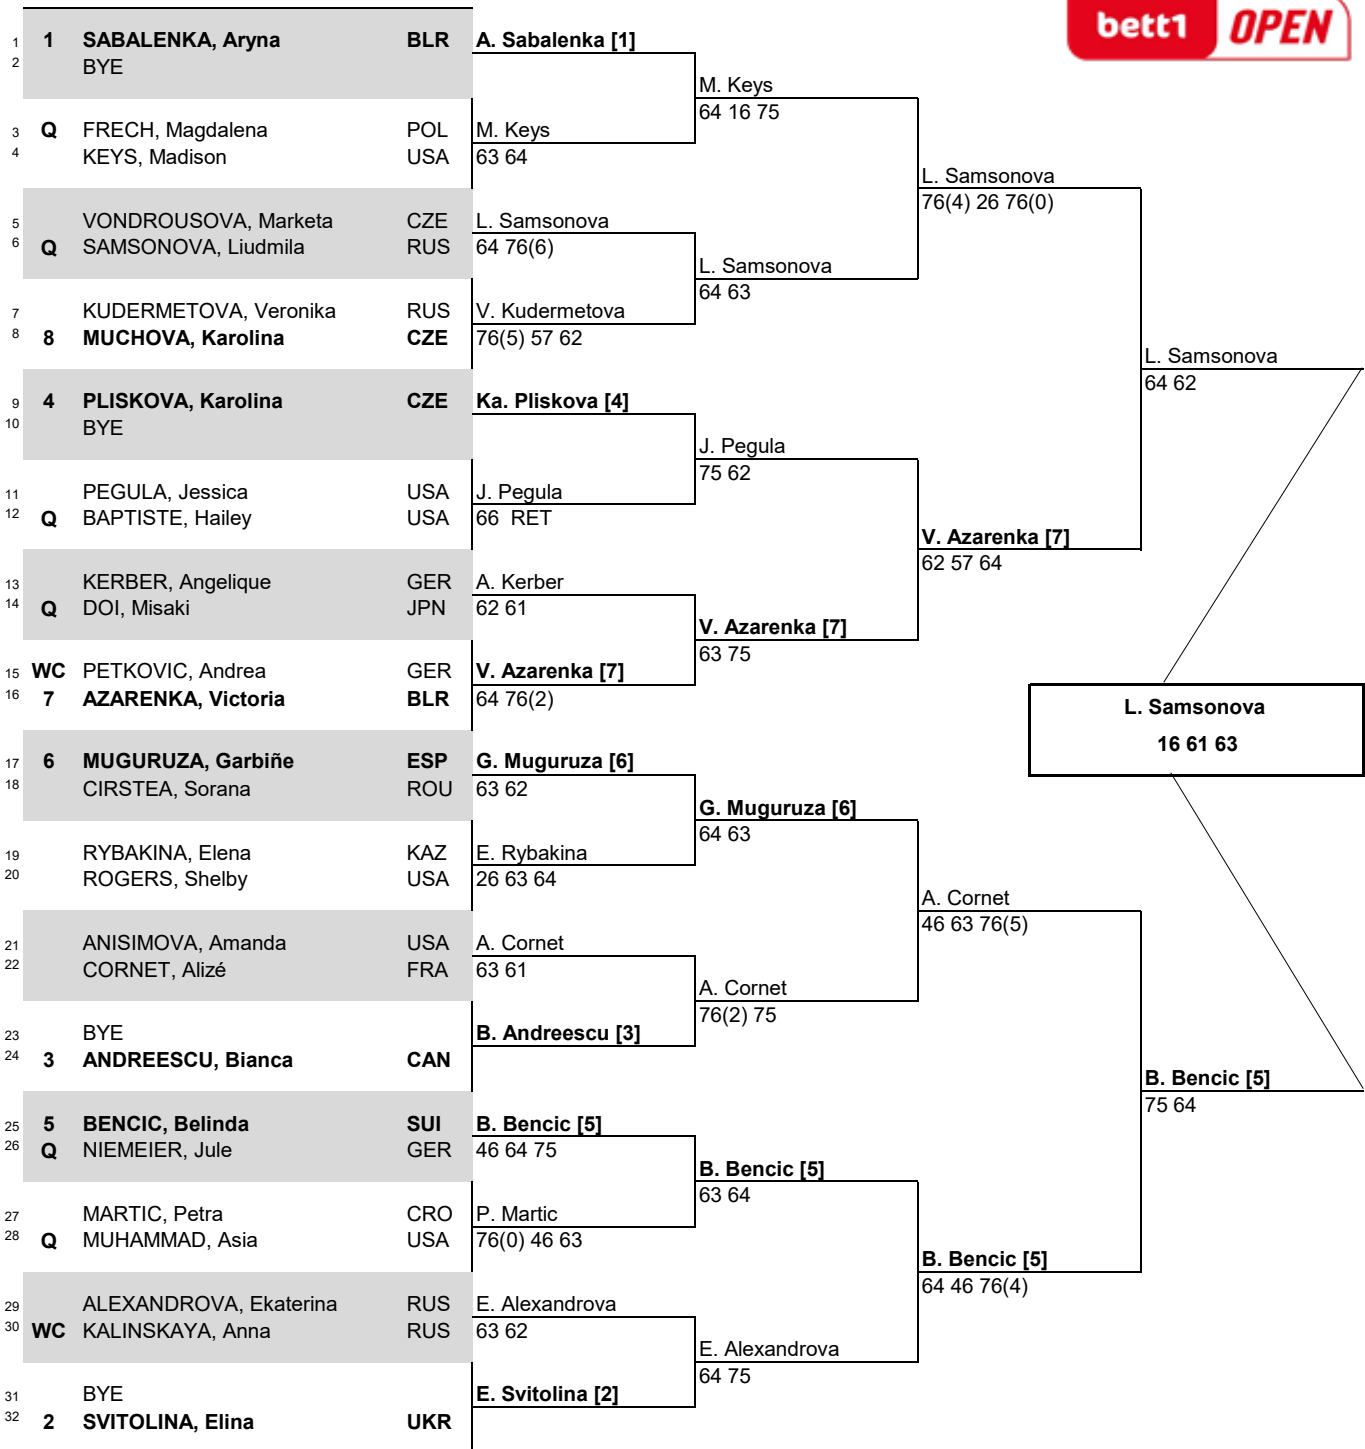 bett1 OPEN
1 1 SABALENKA, Aryna BLR
2 BYE
3 Q FRECH, Magdalena POL
4 KEYS, Madison USA
5 VONDROUSOVA, Marketa CZE
6 Q SAMSONOVA, Liudmila RUS
7 KUDERMETOVA, Veronika RUS
8 8 MUCHOVA, Karolina CZE
9 4 PLISKOVA, Karolina CZE
10 BYE
11 PEGULA, Jessica USA
12 Q BAPTISTE, Hailey USA
13 KERBER, Angelique GER
14 Q DOI, Misaki JPN
15 WC PETKOVIC, Andrea GER
16 7 AZARENKA, Victoria BLR
17 6 MUGURUZA, Garbiñe ESP
18 CIRSTEA, Sorana ROU
19 RYBAKINA, Elena KAZ
20 ROGERS, Shelby USA
21 ANISIMOVA, Amanda USA
22 CORNET, Alizé FRA
23 BYE
24 3 ANDREESCU, Bianca CAN
25 5 BENCIC, Belinda SUI
26 Q NIEMEIER, Jule GER
27 MARTIC, Petra CRO
28 Q MUHAMMAD, Asia USA
29 ALEXANDROVA, Ekaterina RUS
30 WC KALINSKAYA, Anna RUS
31 BYE
32 2 SVITOLINA, Elina UKR
A. Sabalenka [1]
M. Keys
63 64
L. Samsonova
64 76(6)
V. Kudermetova
76(5) 57 62
Ka. Pliskova [4]
J. Pegula
66 RET
A. Kerber
62 61
V. Azarenka [7]
64 76(2)
G. Muguruza [6]
63 62
E. Rybakina
26 63 64
A. Cornet
63 61
B. Andreescu [3]
B. Bencic [5]
46 64 75
P. Martic
76(0) 46 63
E. Alexandrova
63 62
E. Svitolina [2]
M. Keys
64 16 75
L. Samsonova
64 63
J. Pegula
75 62
V. Azarenka [7]
63 75
G. Muguruza [6]
64 63
A. Cornet
76(2) 75
B. Bencic [5]
63 64
E. Alexandrova
64 75
L. Samsonova
76(4) 26 76(0)
V. Azarenka [7]
62 57 64
A. Cornet
46 63 76(5)
B. Bencic [5]
64 46 76(4)
L. Samsonova
64 62
B. Bencic [5]
75 64
L. Samsonova
16 61 63